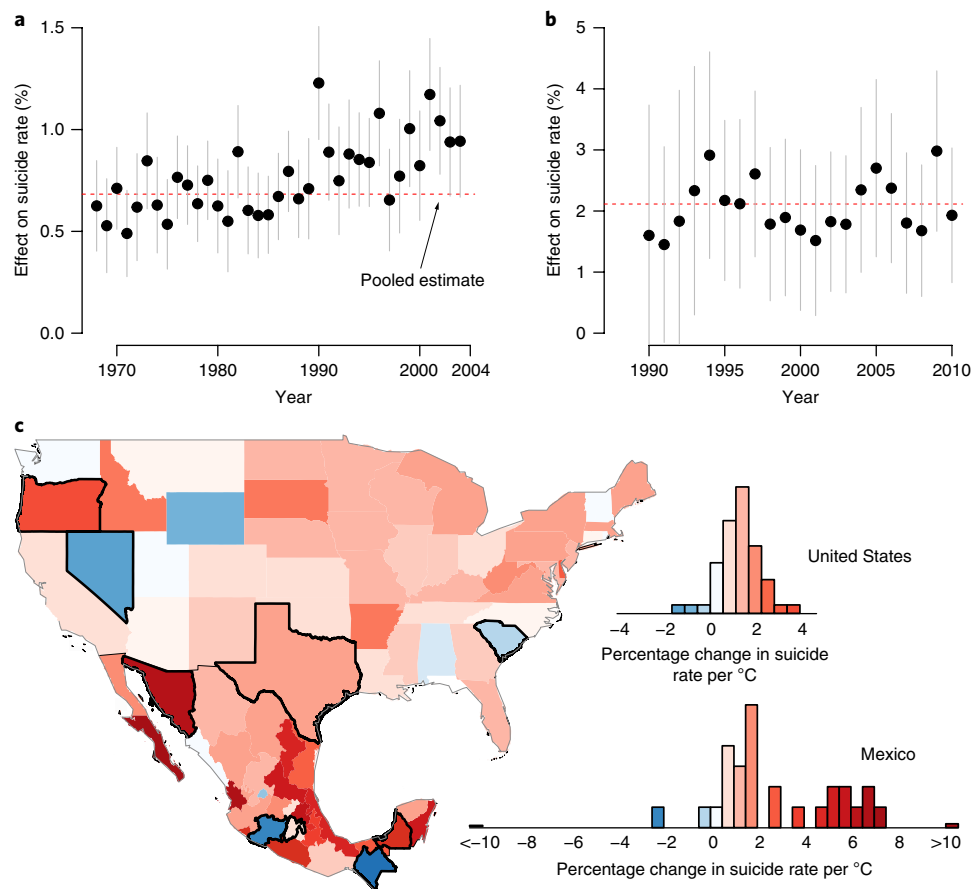 a
Effect on suicide rate (%)
1.5
1.0
0.5
0.0
Pooled estimate
1970 1980 1990 2000 2004
Year
b
Effect on suicide rate (%)
5
4
3
2
1
0
1990 1995 2000 2005 2010
Year
c
United States
−4 −2 0 2 4
Percentage change in suicide
rate per °C
Mexico
<−10 −8 −6 −4 −2 0 2 4 6 8 >10
Percentage change in suicide rate per °C